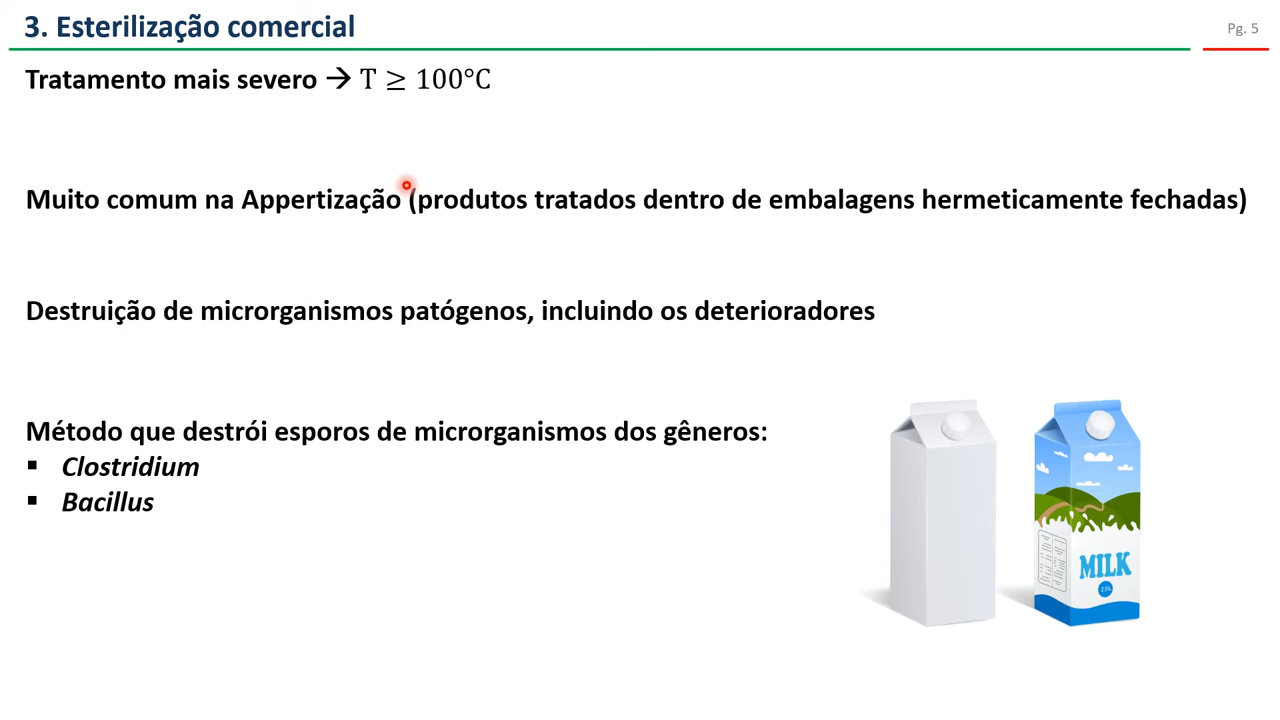 3. Esterilização comercial
Pg. 5
Tratamento mais severo → T ≥ 100°C
Muito comum na Appertização (produtos tratados dentro de embalagens hermeticamente fechadas)
Destruição de microrganismos patógenos, incluindo os deterioradores
Método que destrói esporos de microrganismos dos gêneros:
▪ Clostridium
▪ Bacillus
MILK
2.5%